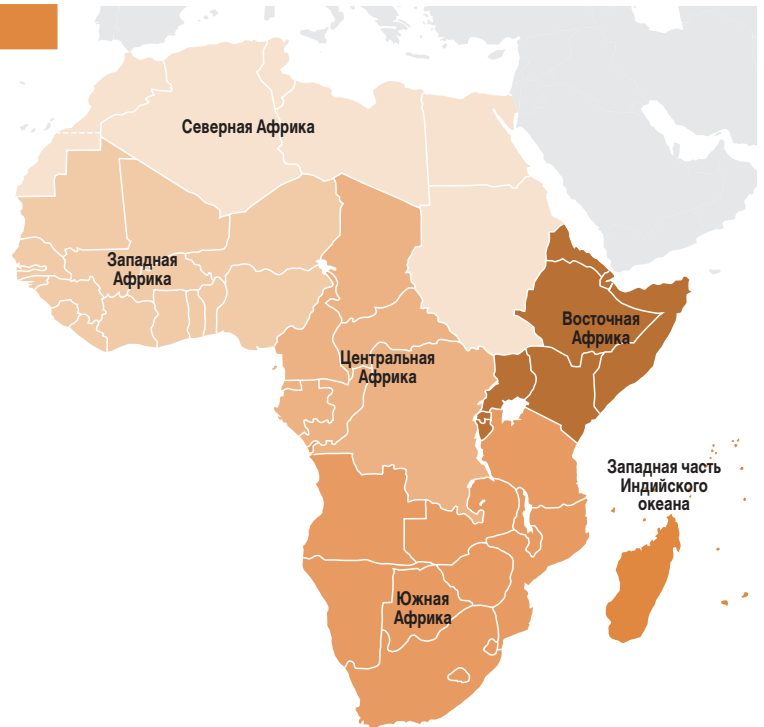 Северная Африка
Западная
Африка
Восточная
Африка
Центральная
Африка
Западная часть
Индийского
океана
Южная
Африка